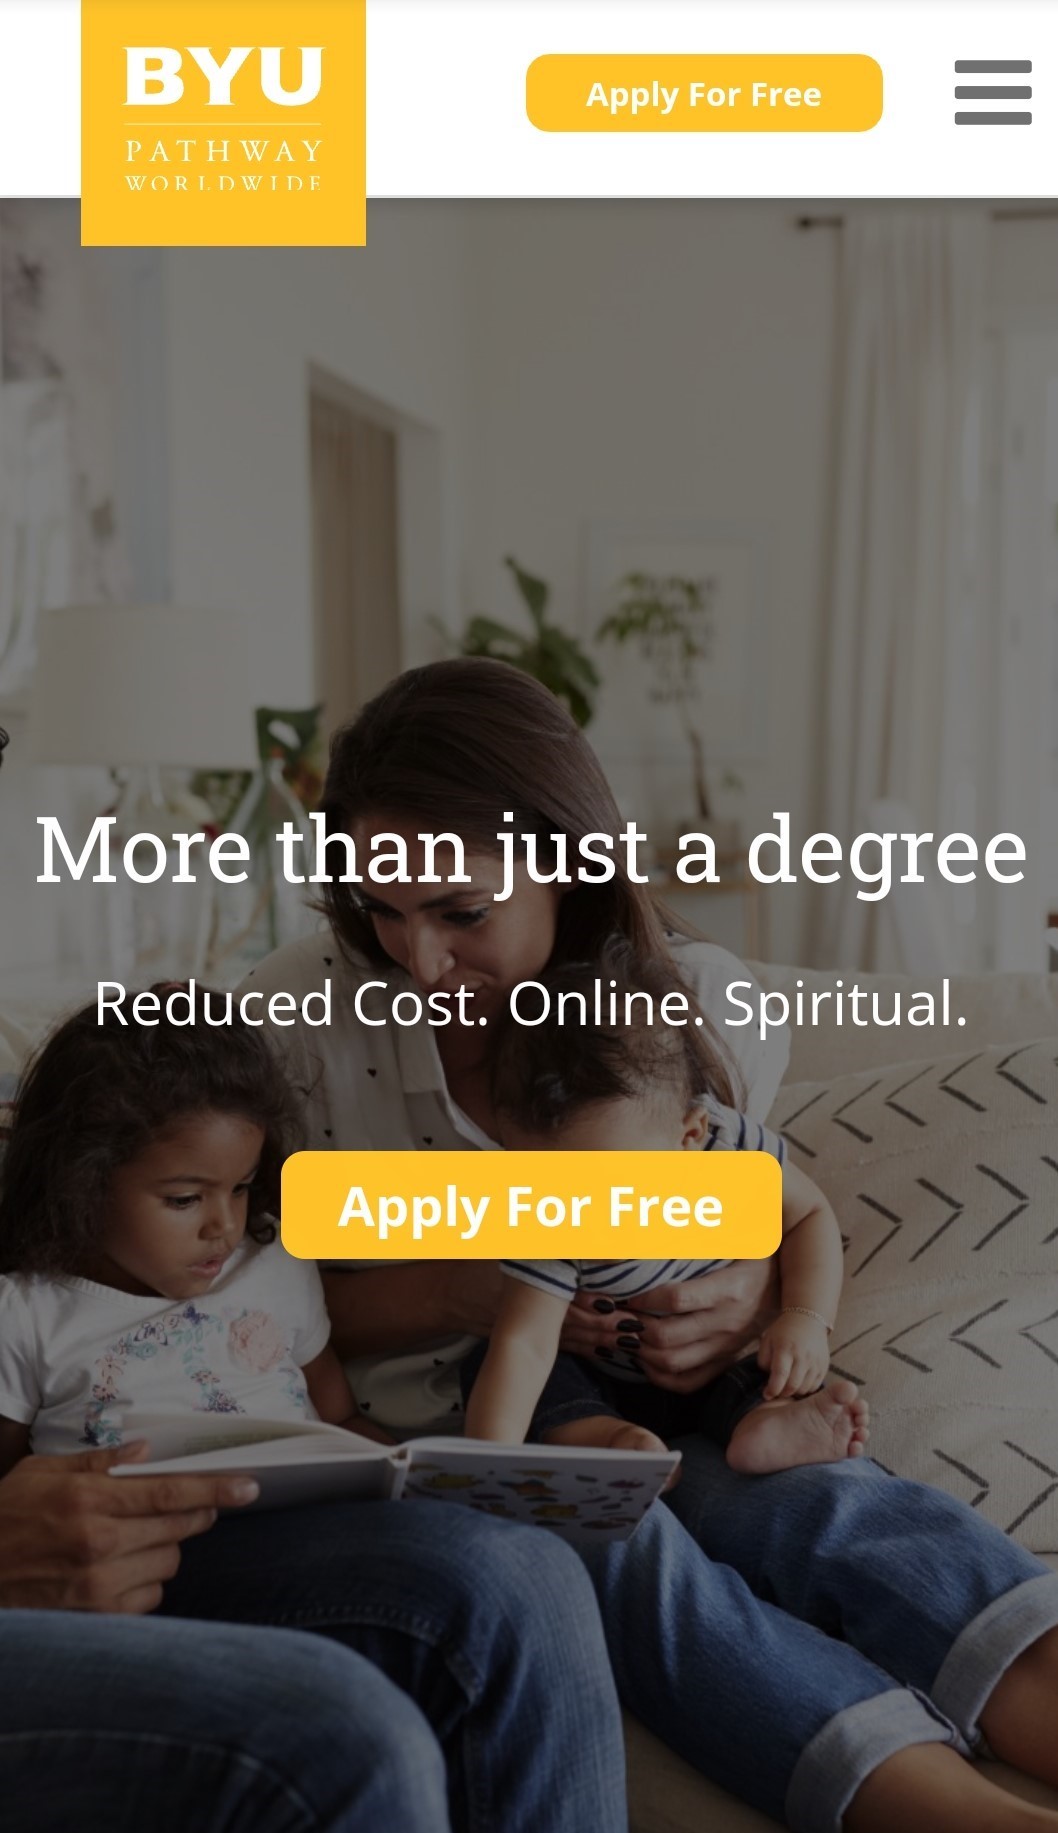 BYU
PATHWAY
WORLDWIDE
Apply For Free
More than just a degree
Reduced Cost. Online. Spiritual.
Apply For Free